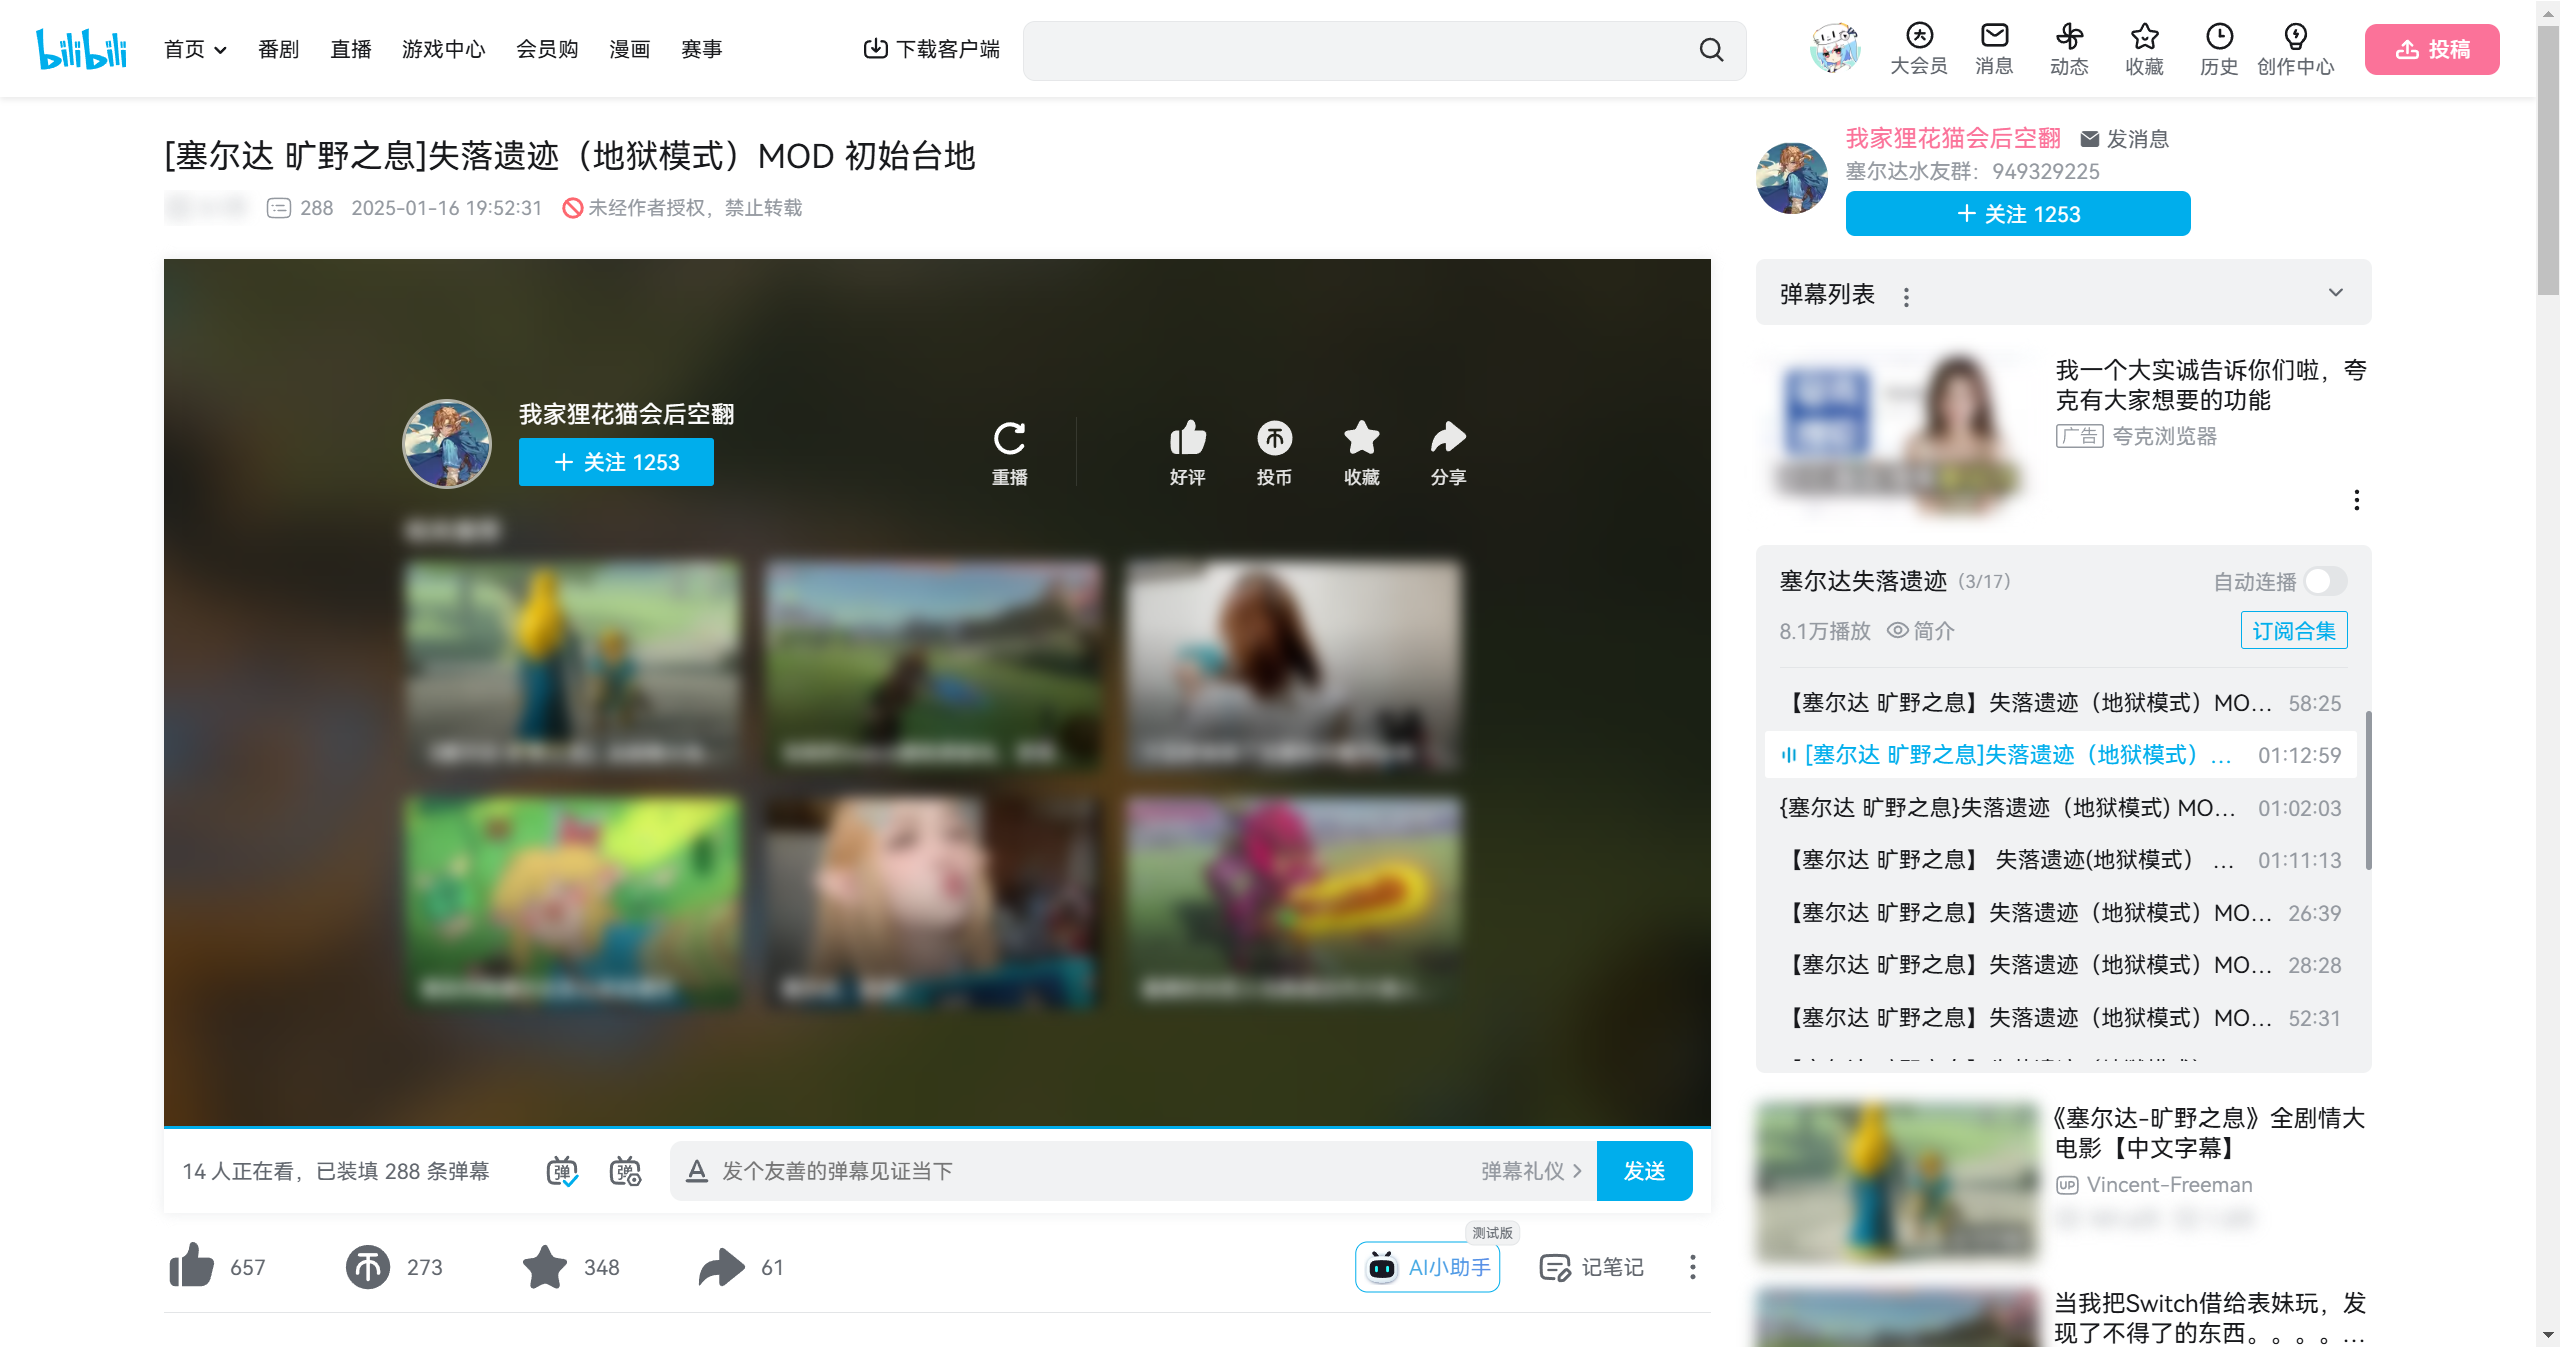 bilibili
首页
番剧
直播
游戏中心
会员购
漫画
赛事
下载客户端
大会员
消息
动态
收藏
历史
创作中心
投稿
[塞尔达 旷野之息]失落遗迹（地狱模式）MOD 初始台地
288 2025-01-16 19:52:31 未经作者授权，禁止转载
我家狸花猫会后空翻 发消息
塞尔达水友群：949329225
+ 关注 1253
我家狸花猫会后空翻
+ 关注 1253
重播
好评
投币
收藏
分享
弹幕列表
我一个大实诚告诉你们啦，夸
克有大家想要的功能
广告 夸克浏览器
塞尔达失落遗迹（3/17） 自动连播
8.1万播放 简介 订阅合集
【塞尔达 旷野之息】失落遗迹（地狱模式）MO... 58:25
[塞尔达 旷野之息]失落遗迹（地狱模式）... 01:12:59
{塞尔达 旷野之息}失落遗迹（地狱模式) MO... 01:02:03
【塞尔达 旷野之息】 失落遗迹(地狱模式） ... 01:11:13
【塞尔达 旷野之息】失落遗迹（地狱模式）MO... 26:39
【塞尔达 旷野之息】失落遗迹（地狱模式）MO... 28:28
【塞尔达 旷野之息】失落遗迹（地狱模式）MO... 52:31
《塞尔达-旷野之息》全剧情大
电影【中文字幕】
UP Vincent-Freeman
当我把Switch借给表妹玩，发
现了不得了的东西。。。。...
14 人正在看，已装填 288 条弹幕
弹
弹
A 发个友善的弹幕见证当下
弹幕礼仪 >
发送
657
273
348
61
测试版
AI小助手
记笔记